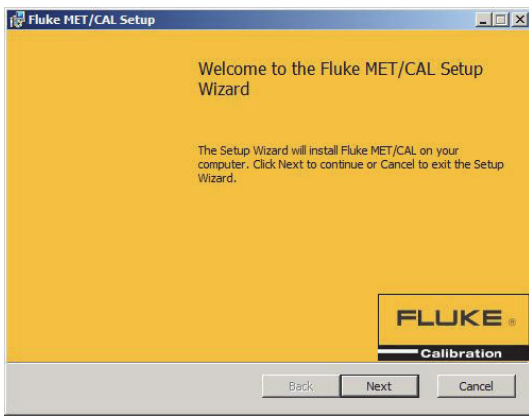 Fluke MET/CAL Setup
Welcome to the Fluke MET/CAL Setup
Wizard
The Setup Wizard will install Fluke MET/CAL on your
computer. Click Next to continue or Cancel to exit the Setup
Wizard.
FLUKE ®
Calibration
Back Next Cancel